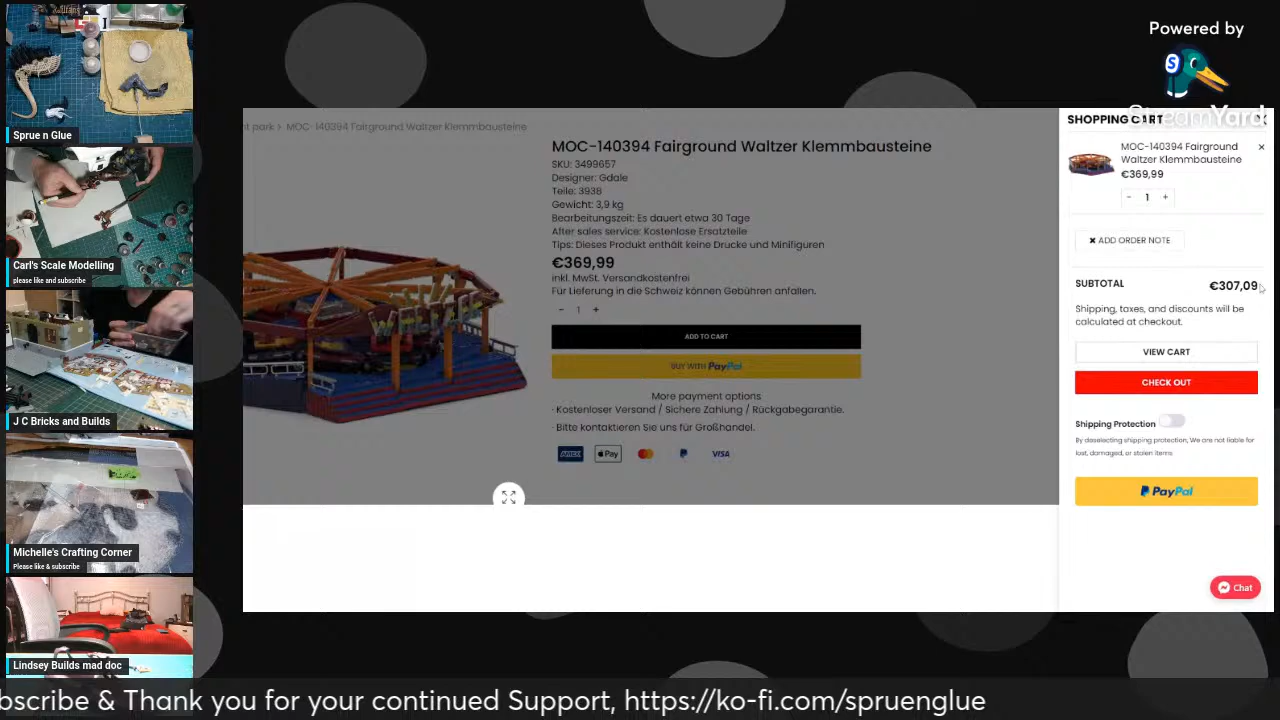 Sprue n Glue
Carl's Scale Modelling
please like and subscribe
J C Bricks and Builds
Michelle's Crafting Corner
Please like & subscribe
Lindsey Builds mad doc
Powered by
StreamYard
nt park > MOC- 140394 Fairground Waltzer Klemmbausteine
MOC-140394 Fairground Waltzer Klemmbausteine
SKU: 3499657
Designer: Gdale
Teile: 3938
Gewicht: 3,9 kg
Bearbeitungszeit: Es dauert etwa 30 Tage
After sales service: Kostenlose Ersatzteile
Tips: Dieses Produkt enthält keine Drucke und Minifiguren
€369,99
inkl. MwSt. Versandkostenfrei
Für Lieferung in die Schweiz können Gebühren anfallen.
- 1 +
ADD TO CART
BUY WITH PayPal
More payment options
· Kostenloser Versand / Sichere Zahlung / Rückgabegarantie.
· Bitte kontaktieren Sie uns für Großhandel.
AMEX Pay VISA
SHOPPING CART
MOC-140394 Fairground
Waltzer Klemmbausteine
€369,99
- 1 +
ADD ORDER NOTE
SUBTOTAL €307,09
Shipping, taxes, and discounts will be
calculated at checkout.
VIEW CART
CHECK OUT
Shipping Protection
By deselecting shipping protection, We are not liable for
lost, damaged, or stolen items
PayPal
Chat
bscribe & Thank you for your continued Support, https://ko-fi.com/spruenglue